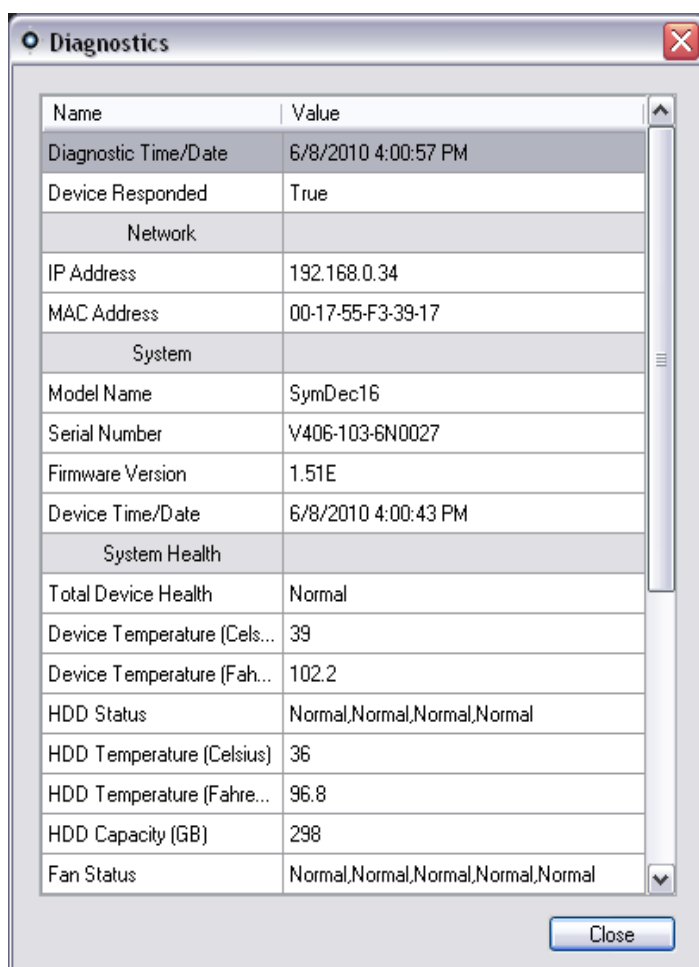 Diagnostics
Name Value
Diagnostic Time/Date 6/8/2010 4:00:57 PM
Device Responded True
Network
IP Address 192.168.0.34
MAC Address 00-17-55-F3-39-17
System
Model Name SymDec16
Serial Number V406-103-6N0027
Firmware Version 1.51E
Device Time/Date 6/8/2010 4:00:43 PM
System Health
Total Device Health Normal
Device Temperature (Cels... 39
Device Temperature (Fah... 102.2
HDD Status Normal,Normal,Normal,Normal
HDD Temperature (Celsius) 36
HDD Temperature (Fahre... 96.8
HDD Capacity (GB) 298
Fan Status Normal,Normal,Normal,Normal,Normal
Close